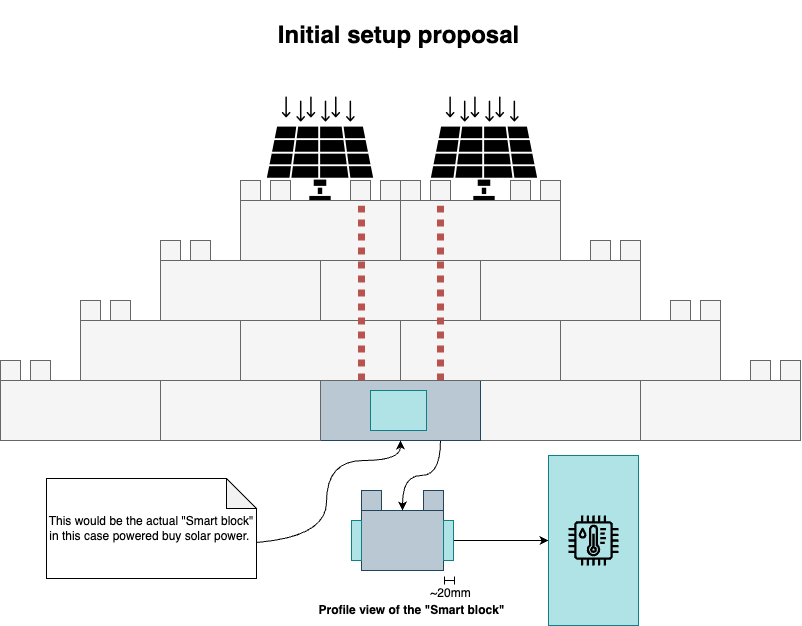 Initial setup proposal
This would be the actual "Smart block"
in this case powered buy solar power.
~20mm
Profile view of the "Smart block"